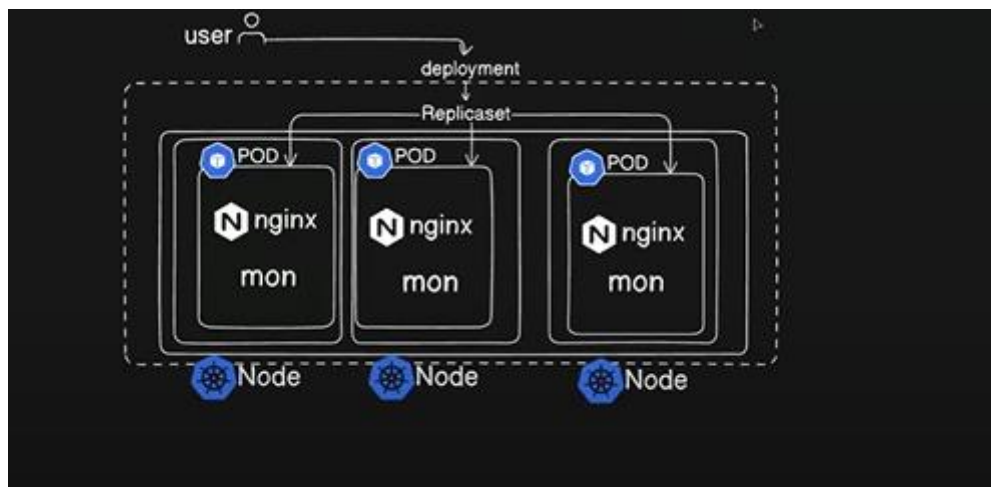 user
deployment
Replicaset
POD
POD
POD
nginx
nginx
nginx
mon
mon
mon
Node
Node
Node